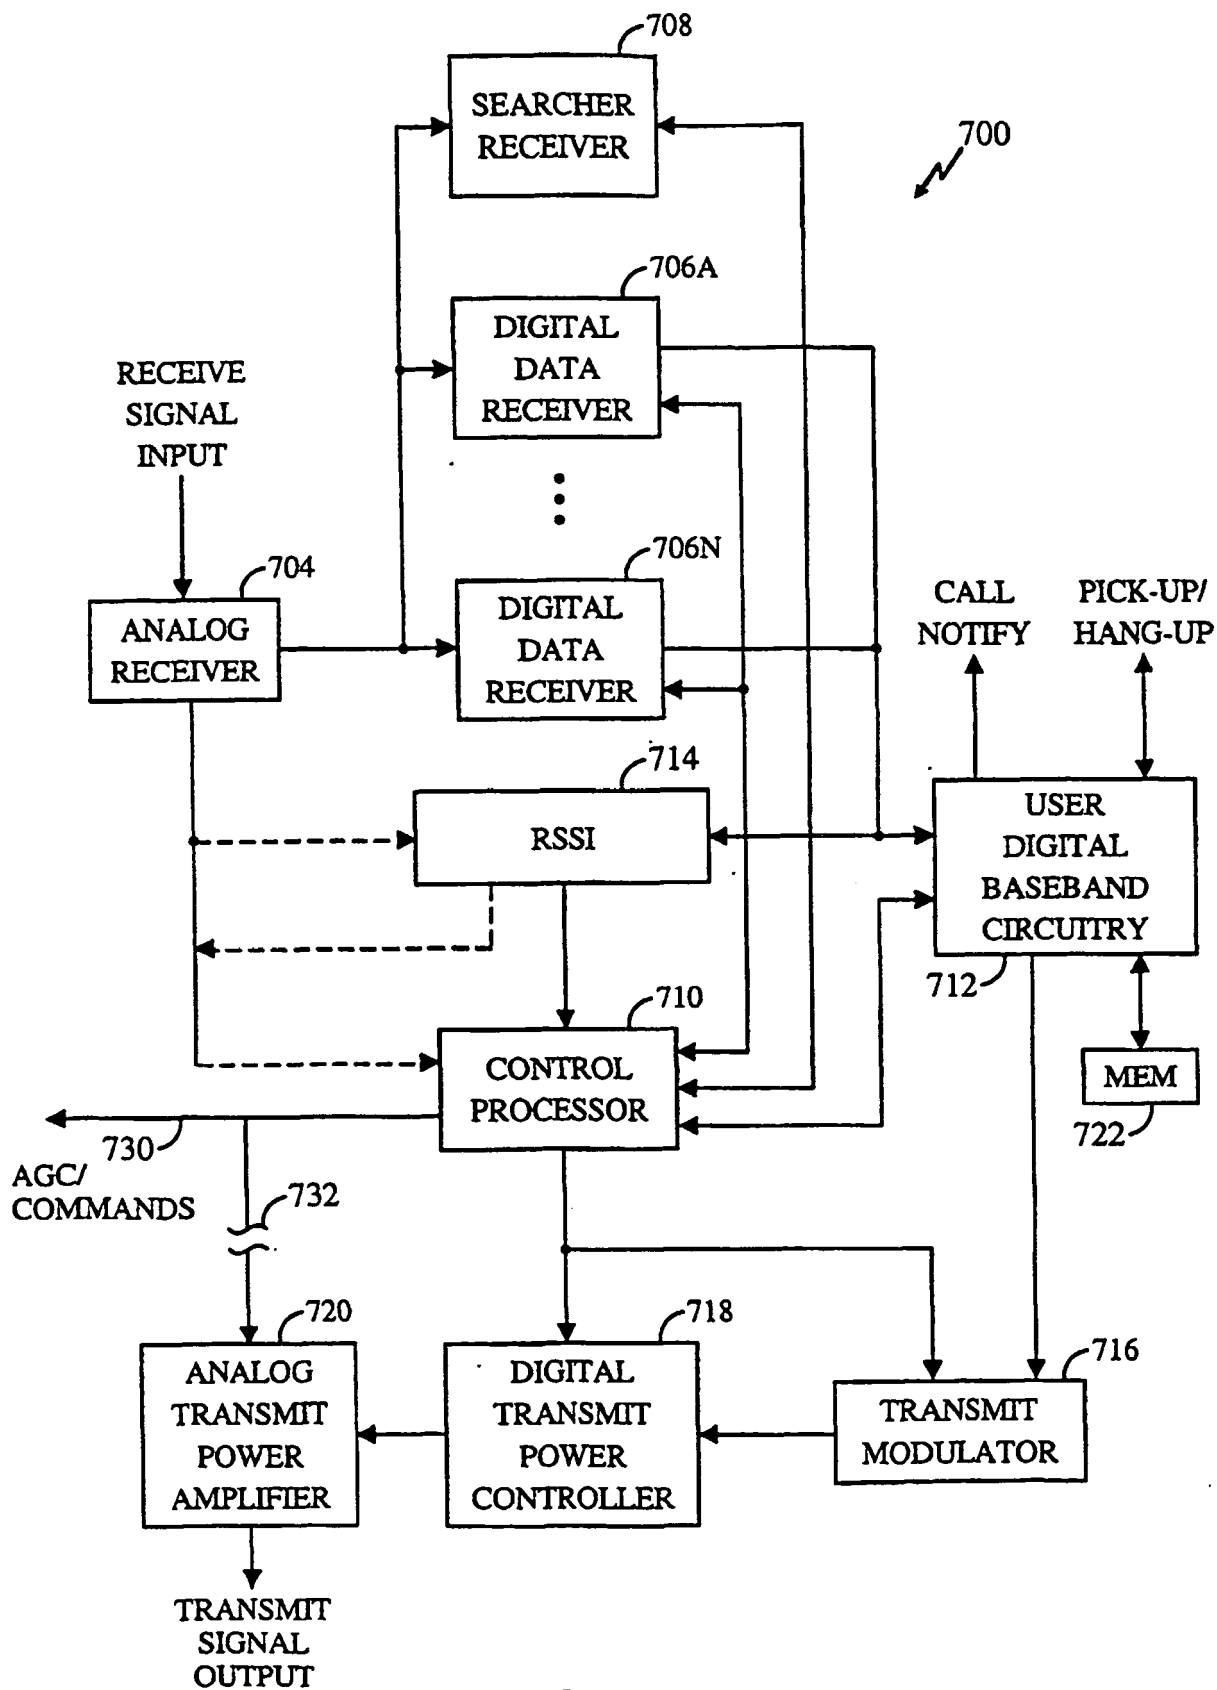 708
SEARCHER
RECEIVER
700
706A
DIGITAL
DATA
RECEIVER
RECEIVE
SIGNAL
INPUT
706N
DIGITAL
DATA
RECEIVER
704
ANALOG
RECEIVER
CALL
NOTIFY
PICK-UP/
HANG-UP
714
RSSI
USER
DIGITAL
BASEBAND
CIRCUITRY
712
710
CONTROL
PROCESSOR
MEM
722
730
AGC/
COMMANDS
732
720
ANALOG
TRANSMIT
POWER
AMPLIFIER
718
DIGITAL
TRANSMIT
POWER
CONTROLLER
716
TRANSMIT
MODULATOR
TRANSMIT
SIGNAL
OUTPUT